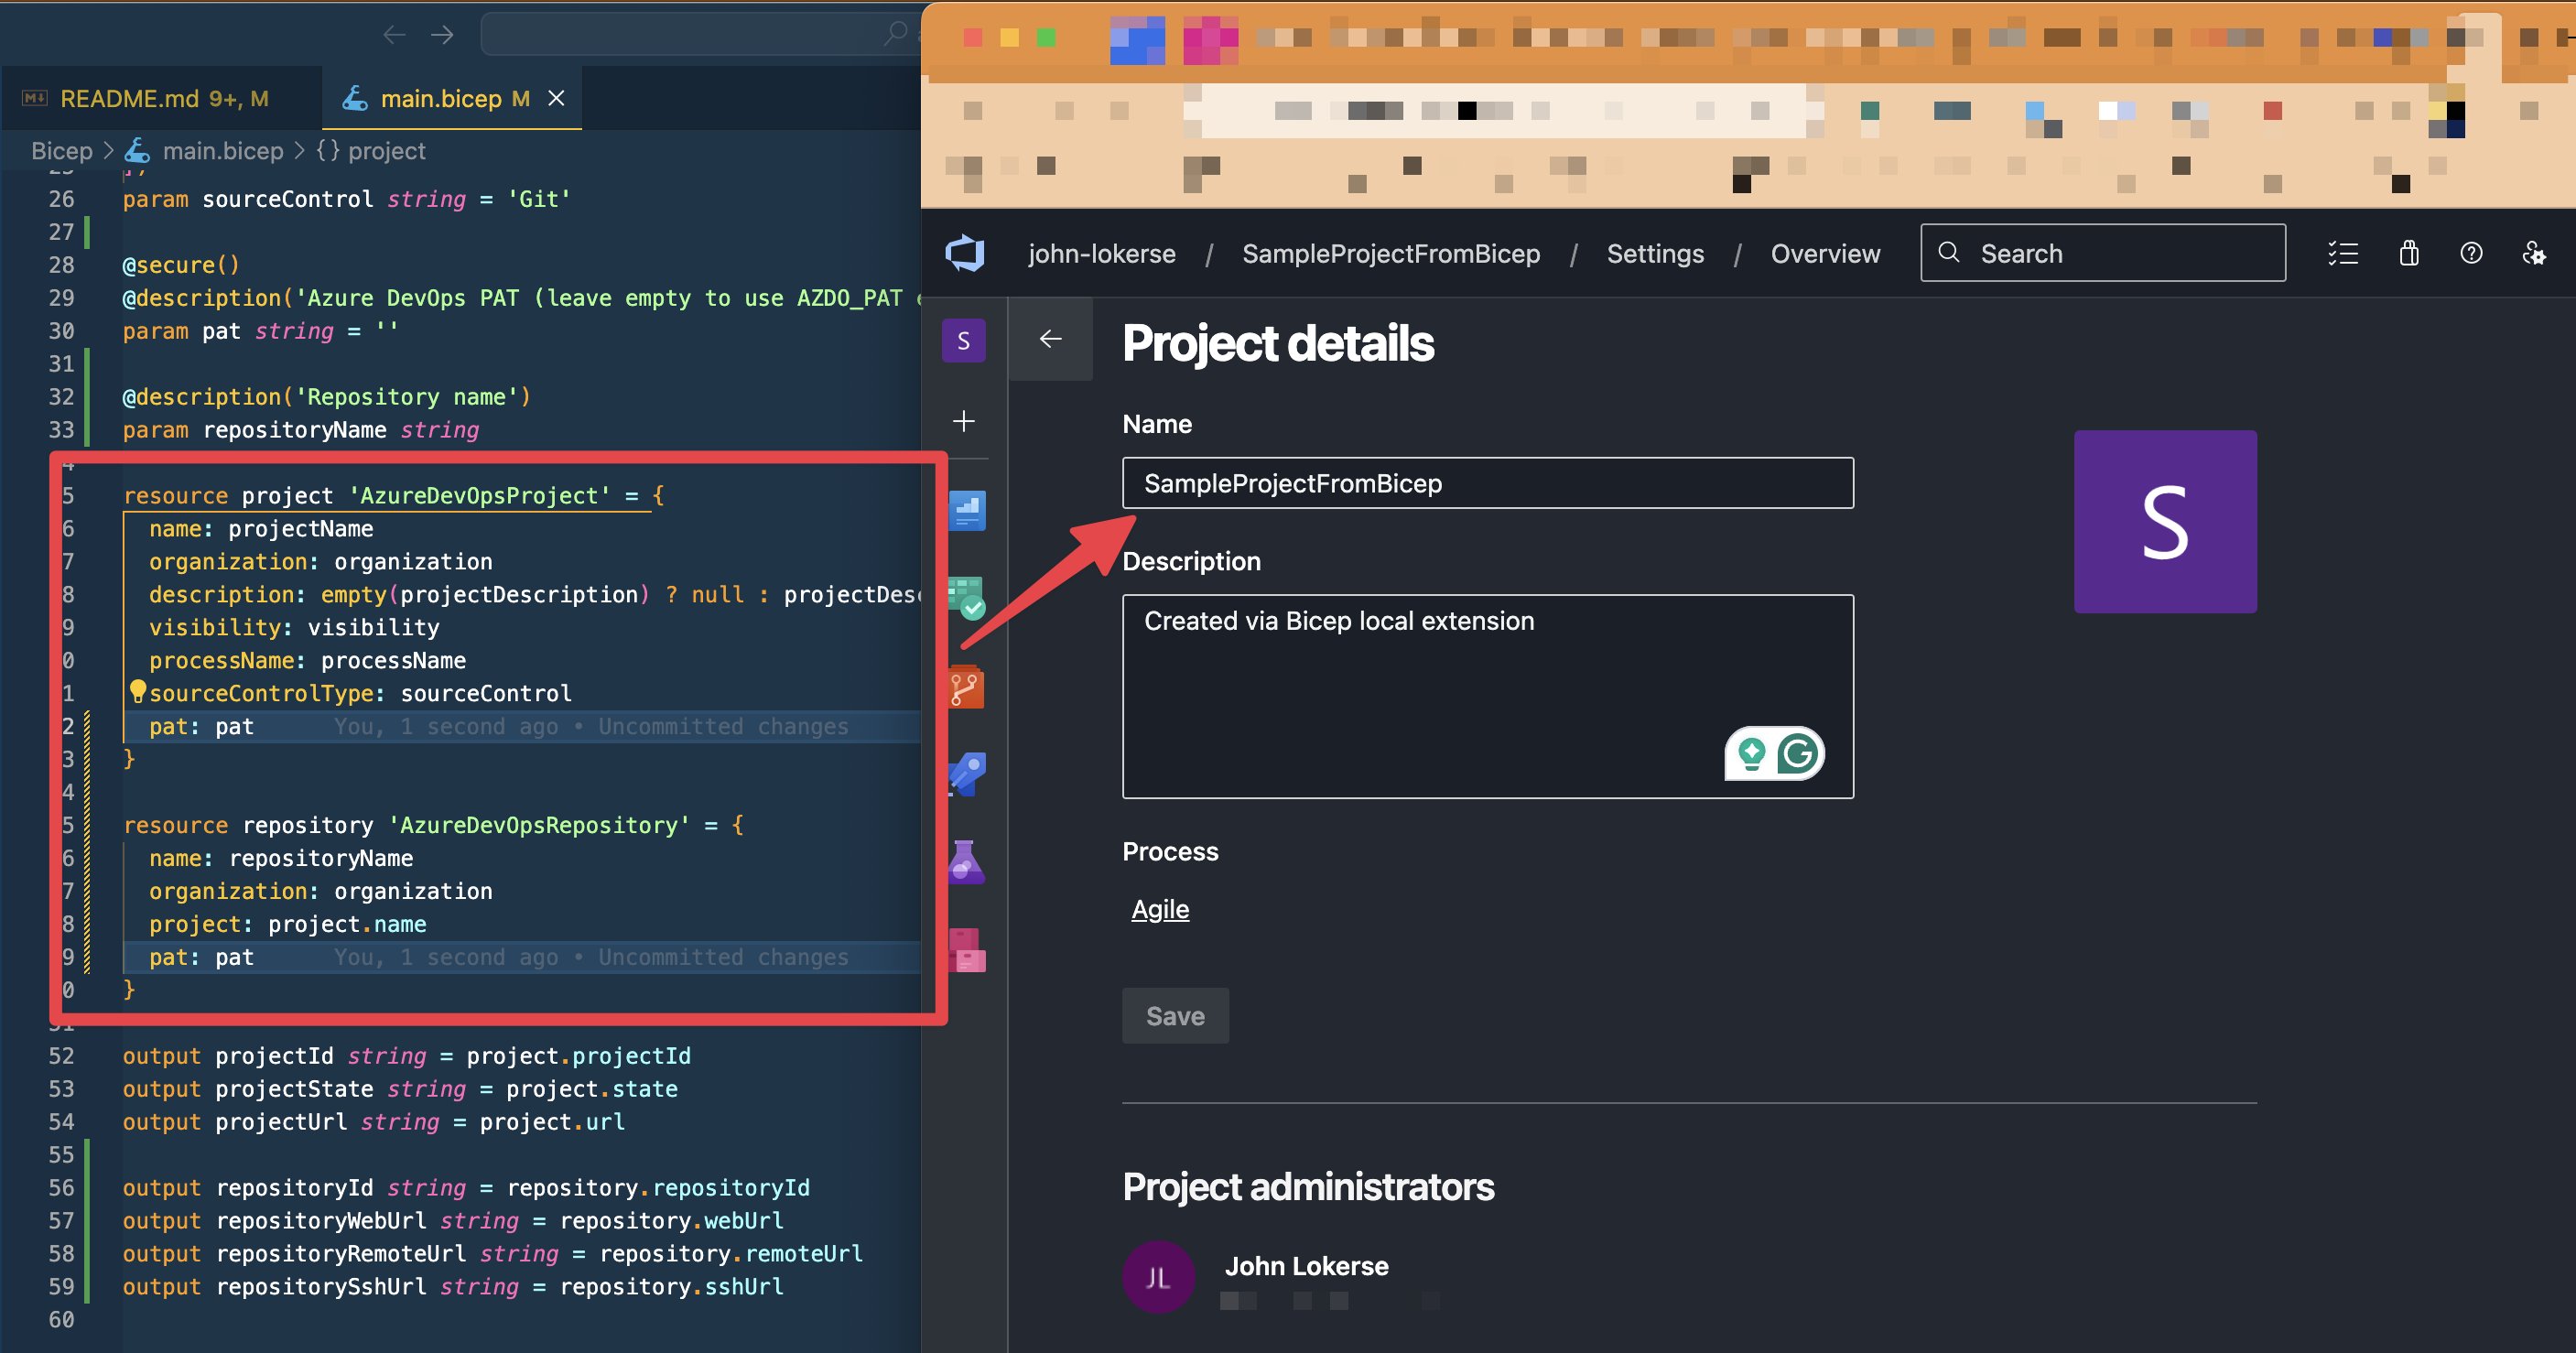 README.md 9+, M
main.bicep M
Bicep > main.bicep > {} project
26 param sourceControl string = 'Git'
27
28 @secure()
29 @description('Azure DevOps PAT (leave empty to use AZDO_PAT
30 param pat string = ''
31
32 @description('Repository name')
33 param repositoryName string
4
5 resource project 'AzureDevOpsProject' = {
6 name: projectName
7 organization: organization
8 description: empty(projectDescription) ? null : projectDes
9 visibility: visibility
0 processName: processName
1 sourceControlType: sourceControl
2 pat: pat You, 1 second ago • Uncommitted changes
3 }
4
5 resource repository 'AzureDevOpsRepository' = {
6 name: repositoryName
7 organization: organization
8 project: project.name
9 pat: pat You, 1 second ago • Uncommitted changes
0 }
52 output projectId string = project.projectId
53 output projectState string = project.state
54 output projectUrl string = project.url
55
56 output repositoryId string = repository.repositoryId
57 output repositoryWebUrl string = repository.webUrl
58 output repositoryRemoteUrl string = repository.remoteUrl
59 output repositorySshUrl string = repository.sshUrl
60
john-lokerse / SampleProjectFromBicep / Settings / Overview
Search
S
Project details
Name
SampleProjectFromBicep
S
Description
Created via Bicep local extension
Process
Agile
Save
Project administrators
JL
John Lokerse